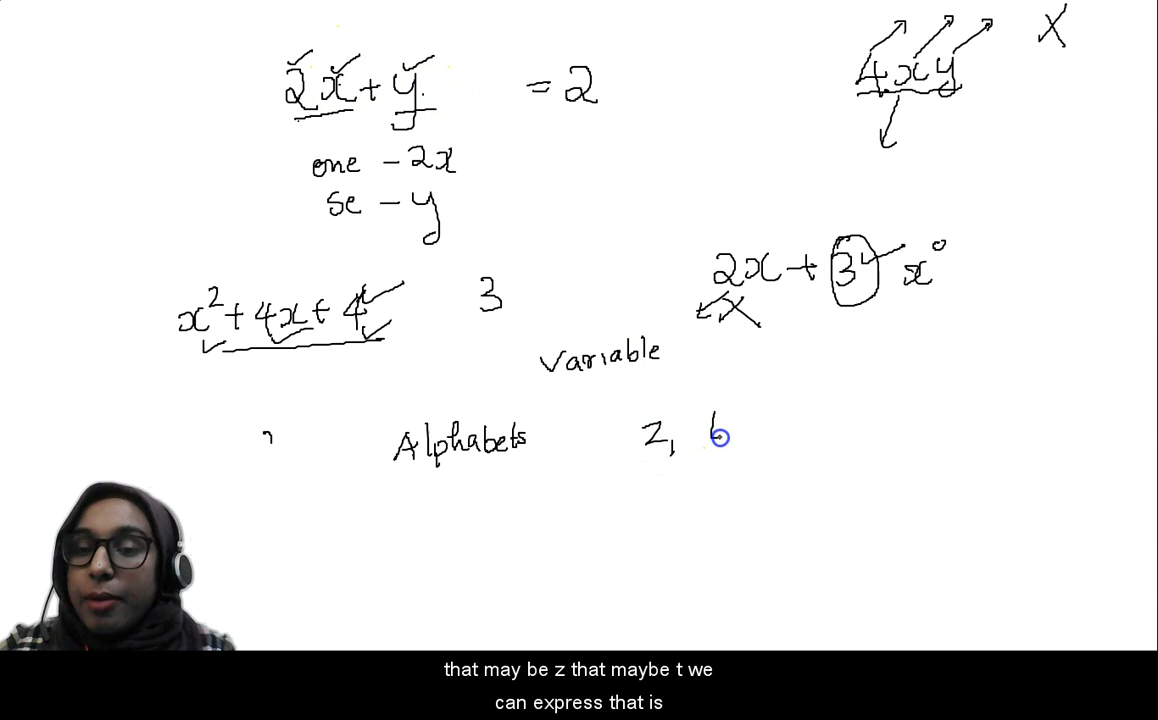 2x + y = 2
4xy
X
one - 2x
se - y
2x + 3 x⁰
x² + 4x + 4
3
Variable
Alphabets z,
that may be z that maybe t we
can express that is